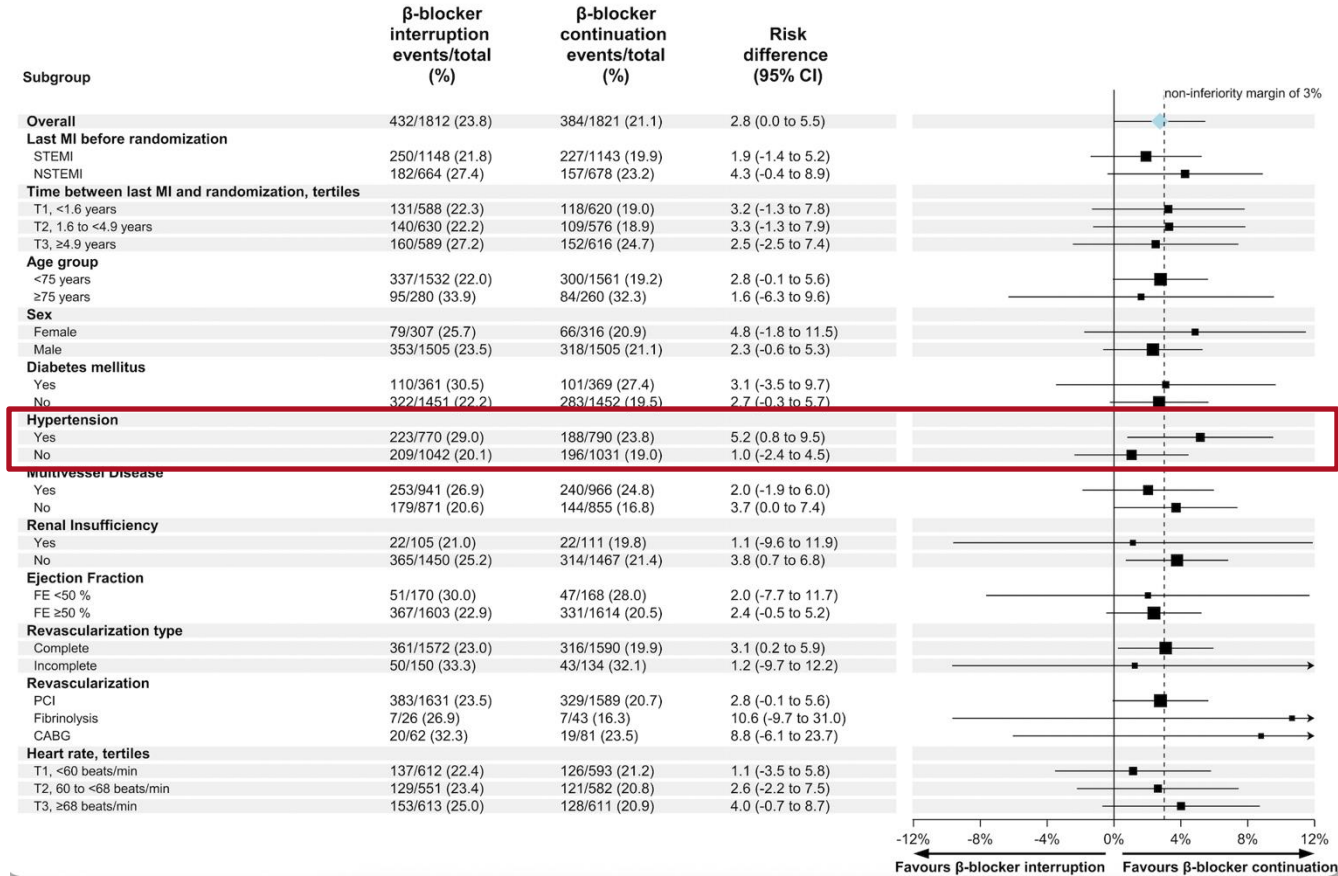 β-blocker interruption events/total (%) β-blocker continuation events/total (%) Risk difference (95% CI)
Subgroup
non-inferiority margin of 3%
Overall 432/1812 (23.8) 384/1821 (21.1) 2.8 (0.0 to 5.5)
Last MI before randomization
STEMI 250/1148 (21.8) 227/1143 (19.9) 1.9 (-1.4 to 5.2)
NSTEMI 182/664 (27.4) 157/678 (23.2) 4.3 (-0.4 to 8.9)
Time between last MI and randomization, tertiles
T1, <1.6 years 131/588 (22.3) 118/620 (19.0) 3.2 (-1.3 to 7.8)
T2, 1.6 to <4.9 years 140/630 (22.2) 109/576 (18.9) 3.3 (-1.3 to 7.9)
T3, ≥4.9 years 160/589 (27.2) 152/616 (24.7) 2.5 (-2.5 to 7.4)
Age group
<75 years 337/1532 (22.0) 300/1561 (19.2) 2.8 (-0.1 to 5.6)
≥75 years 95/280 (33.9) 84/260 (32.3) 1.6 (-6.3 to 9.6)
Sex
Female 79/307 (25.7) 66/316 (20.9) 4.8 (-1.8 to 11.5)
Male 353/1505 (23.5) 318/1505 (21.1) 2.3 (-0.6 to 5.3)
Diabetes mellitus
Yes 110/361 (30.5) 101/369 (27.4) 3.1 (-3.5 to 9.7)
No 322/1451 (22.2) 283/1452 (19.5) 2.7 (-0.3 to 5.7)
Hypertension
Yes 223/770 (29.0) 188/790 (23.8) 5.2 (0.8 to 9.5)
No 209/1042 (20.1) 196/1031 (19.0) 1.0 (-2.4 to 4.5)
Multivessel Disease
Yes 253/941 (26.9) 240/966 (24.8) 2.0 (-1.9 to 6.0)
No 179/871 (20.6) 144/855 (16.8) 3.7 (0.0 to 7.4)
Renal Insufficiency
Yes 22/105 (21.0) 22/111 (19.8) 1.1 (-9.6 to 11.9)
No 365/1450 (25.2) 314/1467 (21.4) 3.8 (0.7 to 6.8)
Ejection Fraction
FE <50 % 51/170 (30.0) 47/168 (28.0) 2.0 (-7.7 to 11.7)
FE ≥50 % 367/1603 (22.9) 331/1614 (20.5) 2.4 (-0.5 to 5.2)
Revascularization type
Complete 361/1572 (23.0) 316/1590 (19.9) 3.1 (0.2 to 5.9)
Incomplete 50/150 (33.3) 43/134 (32.1) 1.2 (-9.7 to 12.2)
Revascularization
PCI 383/1631 (23.5) 329/1589 (20.7) 2.8 (-0.1 to 5.6)
Fibrinolysis 7/26 (26.9) 7/43 (16.3) 10.6 (-9.7 to 31.0)
CABG 20/62 (32.3) 19/81 (23.5) 8.8 (-6.1 to 23.7)
Heart rate, tertiles
T1, <60 beats/min 137/612 (22.4) 126/593 (21.2) 1.1 (-3.5 to 5.8)
T2, 60 to <68 beats/min 129/551 (23.4) 121/582 (20.8) 2.6 (-2.2 to 7.5)
T3, ≥68 beats/min 153/613 (25.0) 128/611 (20.9) 4.0 (-0.7 to 8.7)
-12% -8% -4% 0% 4% 8% 12%
Favours β-blocker interruption Favours β-blocker continuation